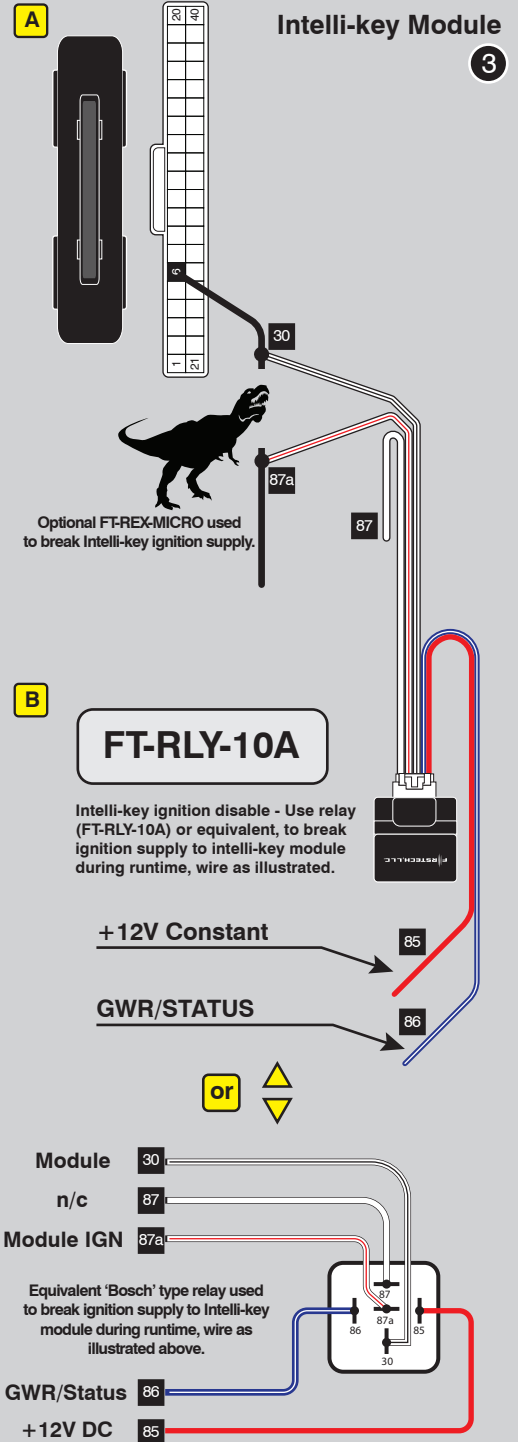 A
Intelli-key Module
3
20
40
6
1
21
30
87a
Optional FT-REX-MICRO used
to break Intelli-key ignition supply.
87
B
FT-RLY-10A
Intelli-key ignition disable - Use relay
(FT-RLY-10A) or equivalent, to break
ignition supply to intelli-key module
during runtime, wire as illustrated.
FIRSTECH,LLC
+12V Constant
85
GWR/STATUS
86
or
Module 30
n/c 87
Module IGN 87a
Equivalent ‘Bosch’ type relay used
to break ignition supply to Intelli-key
module during runtime, wire as
illustrated above.
87
87a
86
85
30
GWR/Status 86
+12V DC 85